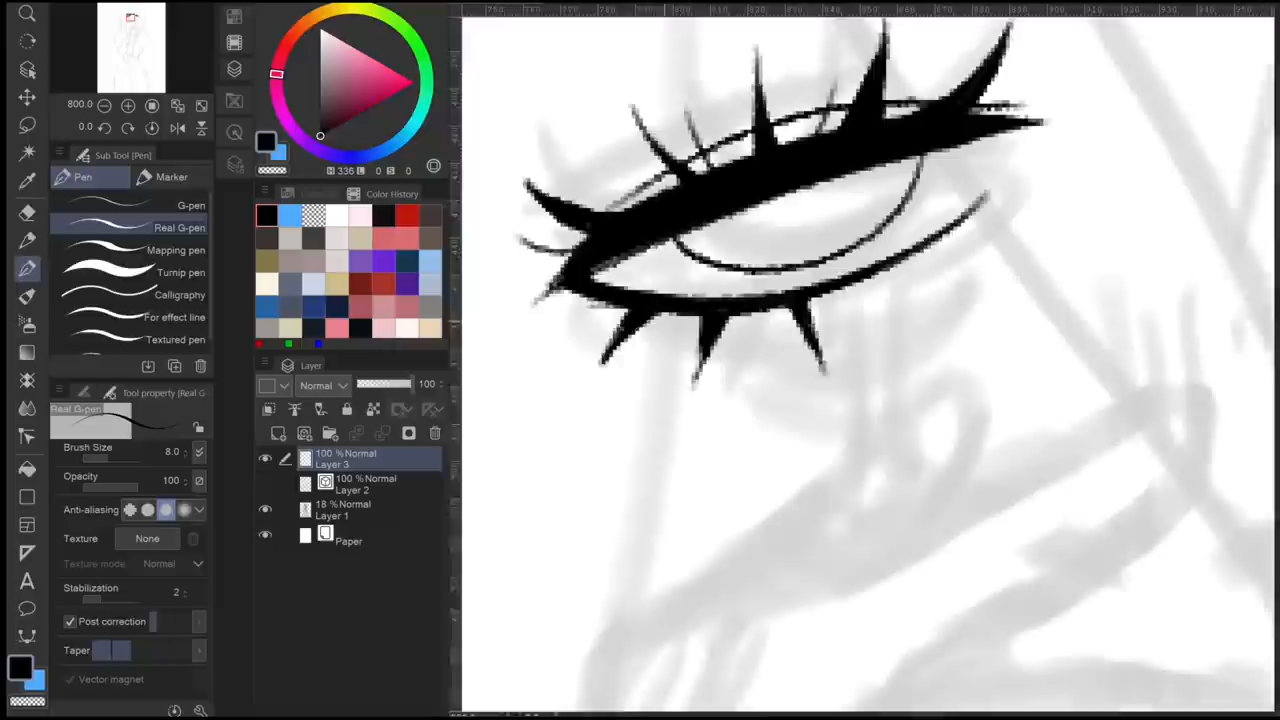 800.0
0.0
Sub Tool [Pen]
Pen
Marker
G-pen
Real G-pen
Mapping pen
Turnip pen
Calligraphy
For effect line
Textured pen
Tool property [Real G
Real G-pen
Brush Size
8.0
Opacity
100
Anti-aliasing
Texture
None
Texture mode
Normal
Stabilization
2
Post correction
Taper
Vector magnet
H 336 L 0 S 0
Color History
Layer
Normal
100
100 % Normal
Layer 3
100 % Normal
Layer 2
18 % Normal
Layer 1
Paper